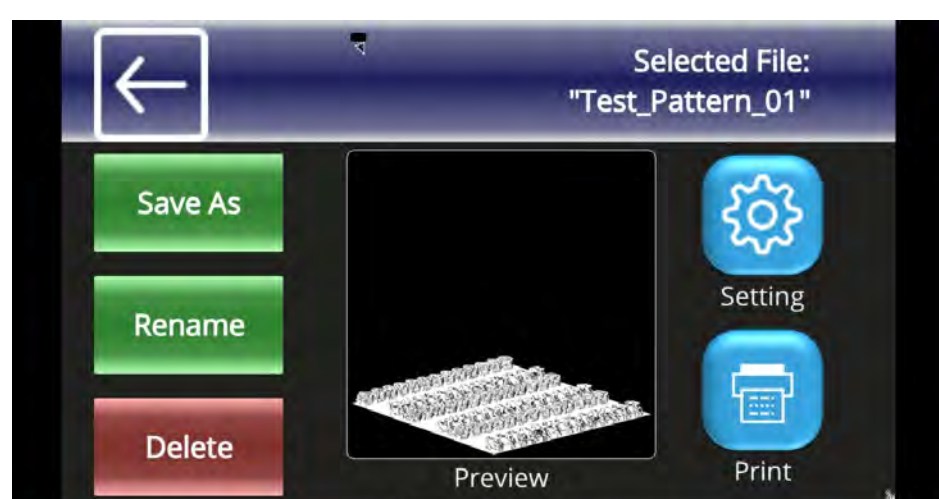 Selected File:
"Test_Pattern_01"
Save As
Rename
Delete
Preview
Setting
Print